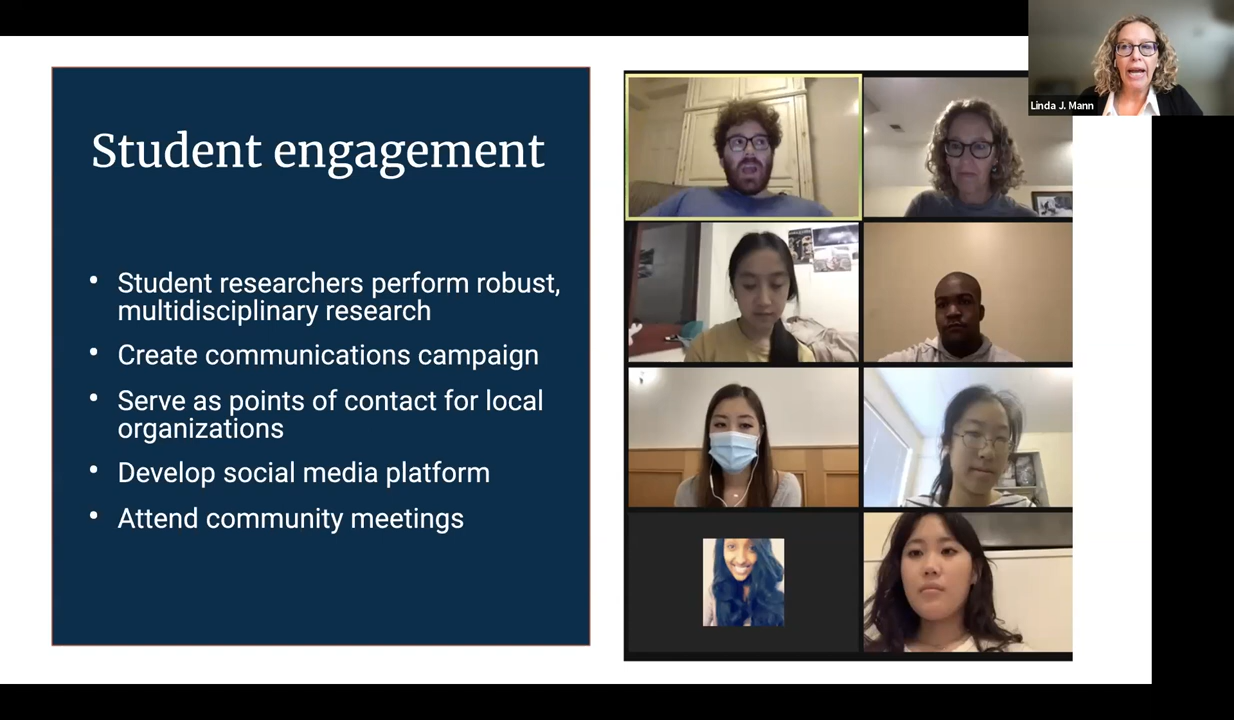 Student engagement
• Student researchers perform robust,
multidisciplinary research
• Create communications campaign
• Serve as points of contact for local
organizations
• Develop social media platform
• Attend community meetings
Linda J. Mann